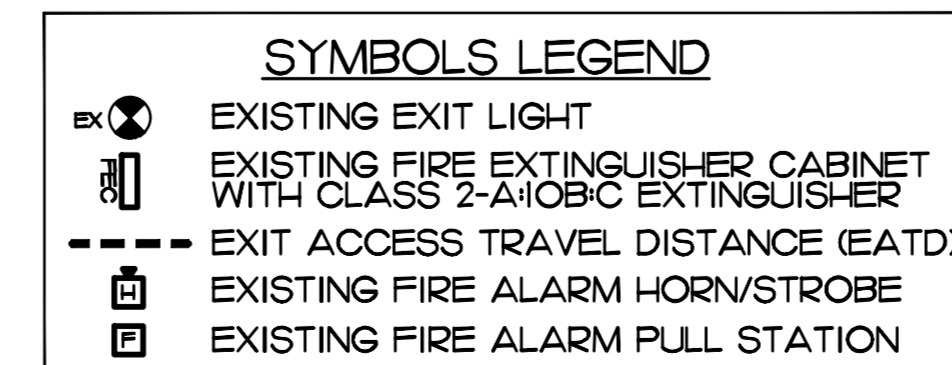 SYMBOLS LEGEND
EX EXISTING EXIT LIGHT
FEC EXISTING FIRE EXTINGUISHER CABINET
WITH CLASS 2-A:10B:C EXTINGUISHER
EXIT ACCESS TRAVEL DISTANCE (EATD)
H EXISTING FIRE ALARM HORN/STROBE
F EXISTING FIRE ALARM PULL STATION